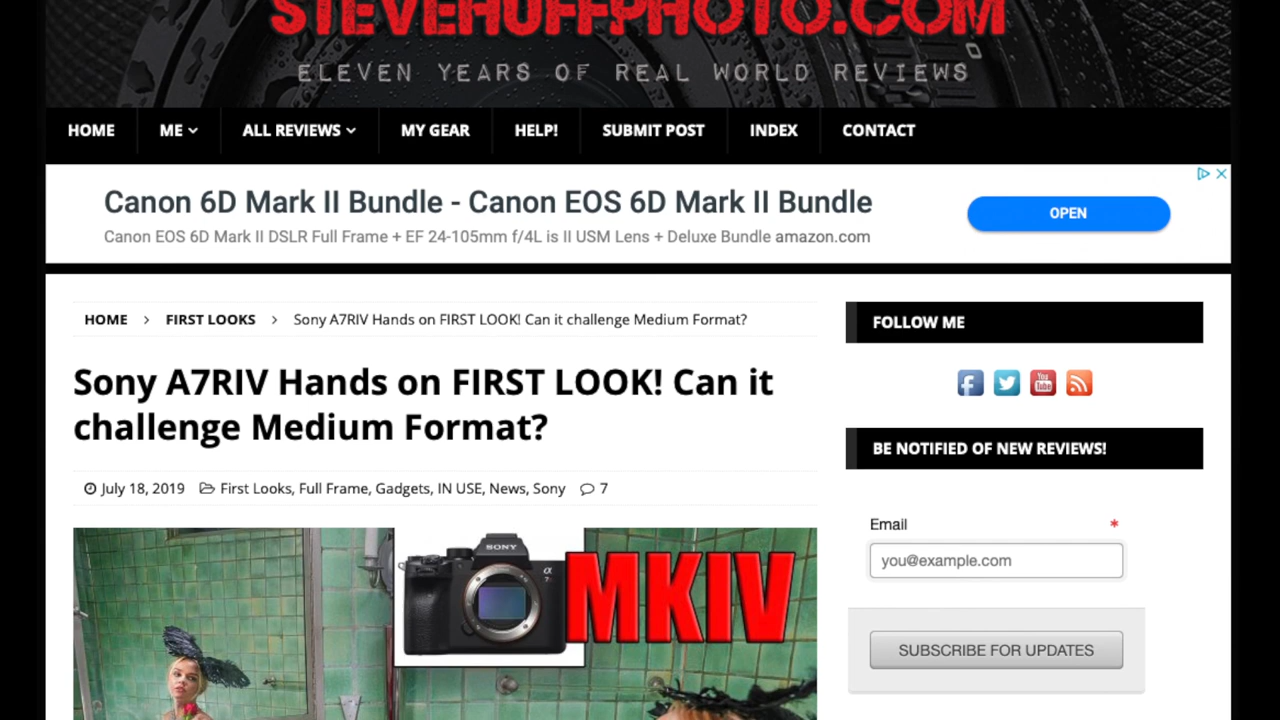 STEVEHUFFPHOTO.COM
ELEVEN YEARS OF REAL WORLD REVIEWS
HOME
ME
ALL REVIEWS
MY GEAR
HELP!
SUBMIT POST
INDEX
CONTACT
Canon 6D Mark II Bundle - Canon EOS 6D Mark II Bundle
Canon EOS 6D Mark II DSLR Full Frame + EF 24-105mm f/4L is II USM Lens + Deluxe Bundle amazon.com
OPEN
HOME > FIRST LOOKS > Sony A7RIV Hands on FIRST LOOK! Can it challenge Medium Format?
Sony A7RIV Hands on FIRST LOOK! Can it
challenge Medium Format?
July 18, 2019 First Looks, Full Frame, Gadgets, IN USE, News, Sony 7
SONY
α
7
MKIV
FOLLOW ME
You
Tube
BE NOTIFIED OF NEW REVIEWS!
Email *
you@example.com
SUBSCRIBE FOR UPDATES